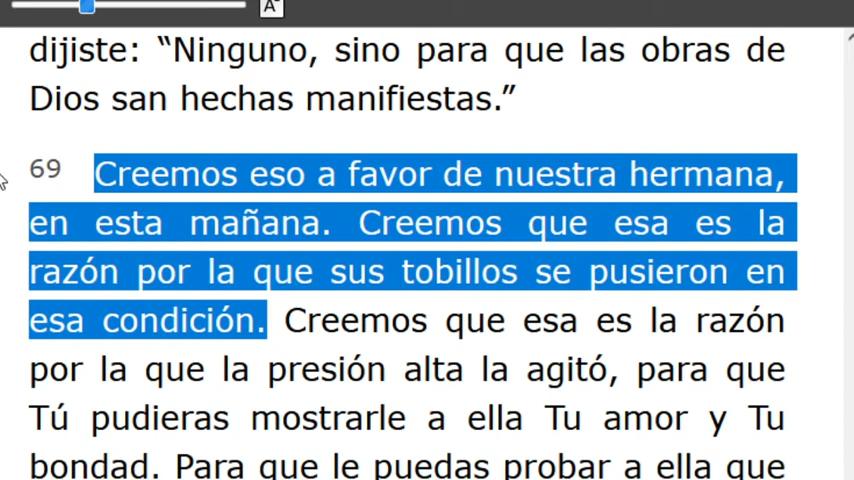 A
dijiste: “Ninguno, sino para que las obras de
Dios san hechas manifiestas.”
69 Creemos eso a favor de nuestra hermana,
en esta mañana. Creemos que esa es la
razón por la que sus tobillos se pusieron en
esa condición. Creemos que esa es la razón
por la que la presión alta la agitó, para que
Tú pudieras mostrarle a ella Tu amor y Tu
bondad. Para que le puedas probar a ella que